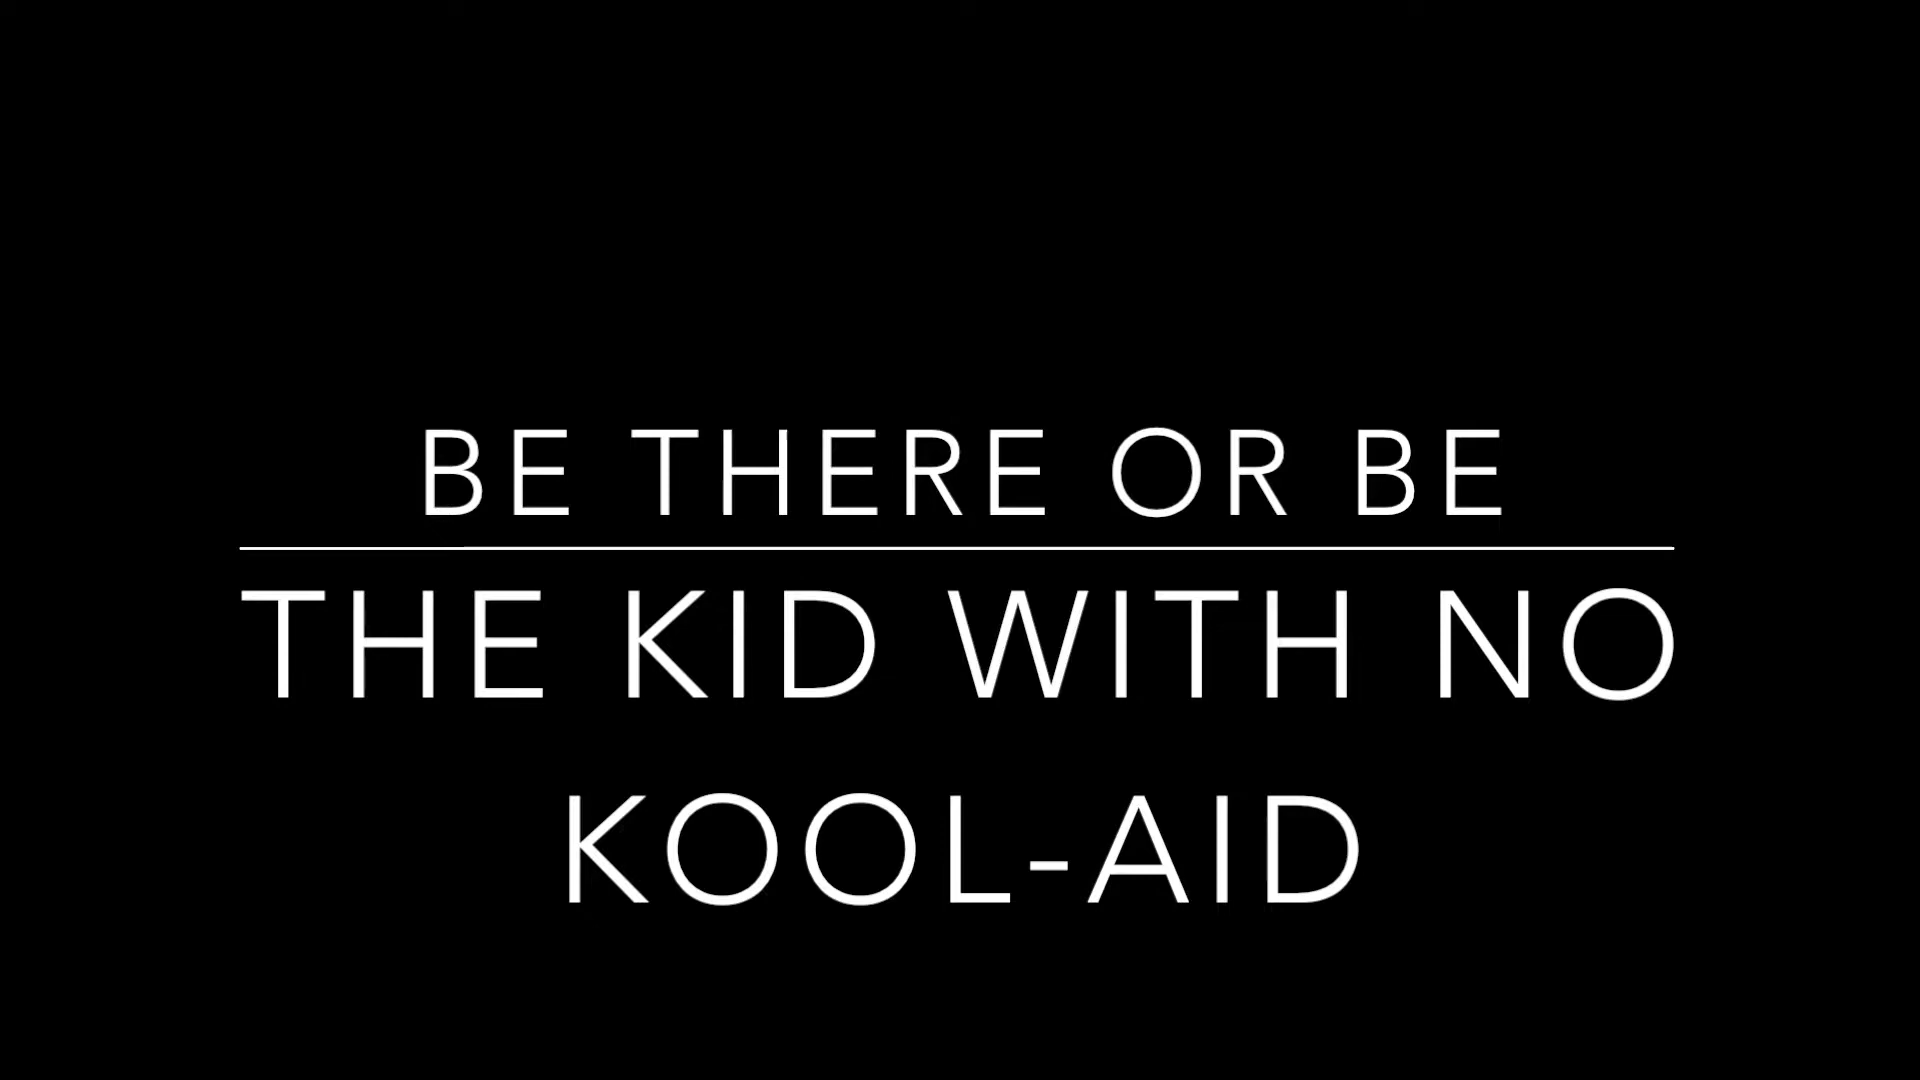 BE THERE OR BE
THE KID WITH NO
KOOL-AID